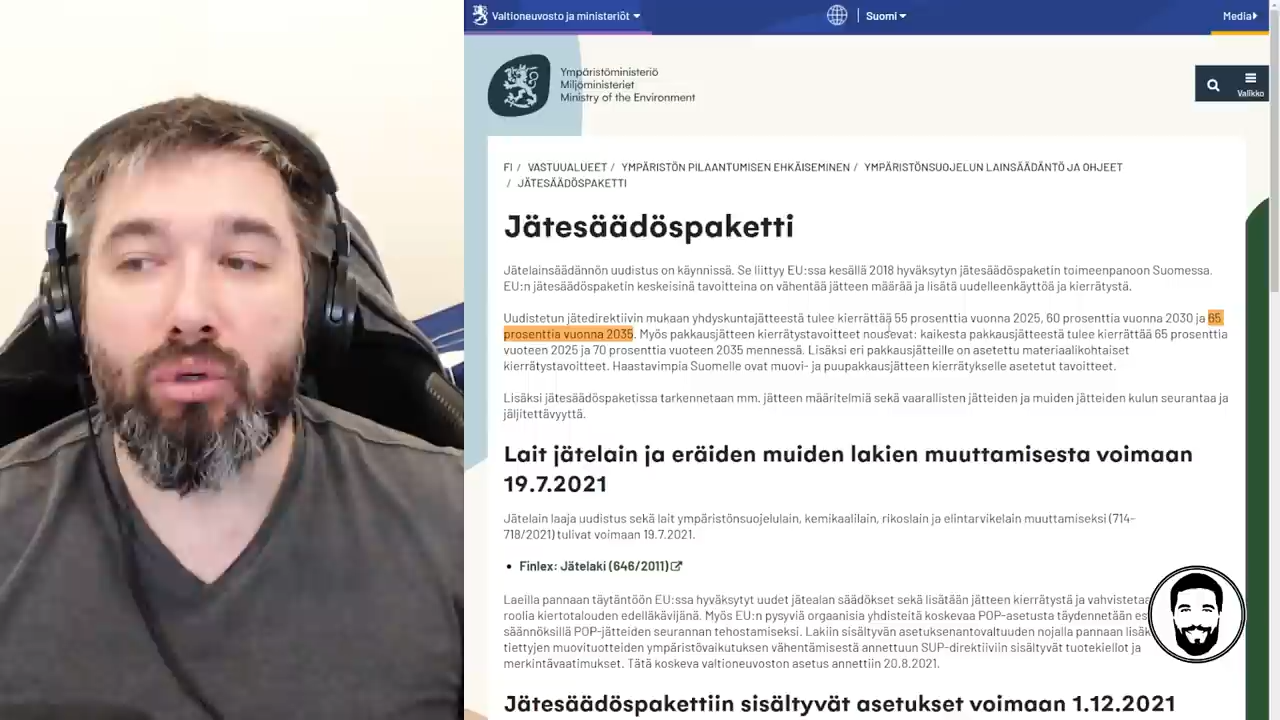 Valtioneuvosto ja ministeriöt
Suomi
Media
Ympäristöministeriö
Miljöministeriet
Ministry of the Environment
Valikko
FI / VASTUUALUEET / YMPÄRISTÖN PILAANTUMISEN EHKÄISEMINEN / YMPÄRISTÖNSUOJELUN LAINSÄÄDÄNTÖ JA OHJEET
/ JÄTESÄÄDÖSPAKETTI
Jätesäädöspaketti
Jätelainsäädännön uudistus on käynnissä. Se liittyy EU:ssa kesällä 2018 hyväksytyn jätesäädöspaketin toimeenpanoon Suomessa.
EU:n jätesäädöspaketin keskeisinä tavoitteina on vähentää jätteen määrää ja lisätä uudelleenkäyttöä ja kierrätystä.
Uudistetun jätedirektiivin mukaan yhdyskuntajätteestä tulee kierrättää 55 prosenttia vuonna 2025, 60 prosenttia vuonna 2030 ja 65
prosenttia vuonna 2035. Myös pakkausjätteen kierrätystavoitteet nousevat: kaikesta pakkausjätteestä tulee kierrättää 65 prosenttia
vuoteen 2025 ja 70 prosenttia vuoteen 2035 mennessä. Lisäksi eri pakkausjätteille on asetettu materiaalikohtaiset
kierrätystavoitteet. Haastavimpia Suomelle ovat muovi- ja puupakkausjätteen kierrätykselle asetetut tavoitteet.
Lisäksi jätesäädöspaketissa tarkennetaan mm. jätteen määritelmiä sekä vaarallisten jätteiden ja muiden jätteiden kulun seurantaa ja
jäljitettävyyttä.
Lait jätelain ja eräiden muiden lakien muuttamisesta voimaan
19.7.2021
Jätelain laaja uudistus sekä lait ympäristönsuojelulain, kemikaalilain, rikoslain ja elintarvikelain muuttamiseksi (714–
718/2021) tulivat voimaan 19.7.2021.
• Finlex: Jätelaki (646/2011)
Laeilla pannaan täytäntöön EU:ssa hyväksytyt uudet jätealan säädökset sekä lisätään jätteen kierrätystä ja vahvistetaa
roolia kiertotalouden edelläkävijänä. Myös EU:n pysyviä orgaanisia yhdisteitä koskevaa POP-asetusta täydennetään es
säännöksillä POP-jätteiden seurannan tehostamiseksi. Lakiin sisältyvän asetuksenantovaltuuden nojalla pannaan lisäk
tiettyjen muovituotteiden ympäristövaikutuksen vähentämisestä annettuun SUP-direktiiviin sisältyvät tuotekiellot ja
merkintävaatimukset. Tätä koskeva valtioneuvoston asetus annettiin 20.8.2021.
Jätesäädöspakettiin sisältyvät asetukset voimaan 1.12.2021